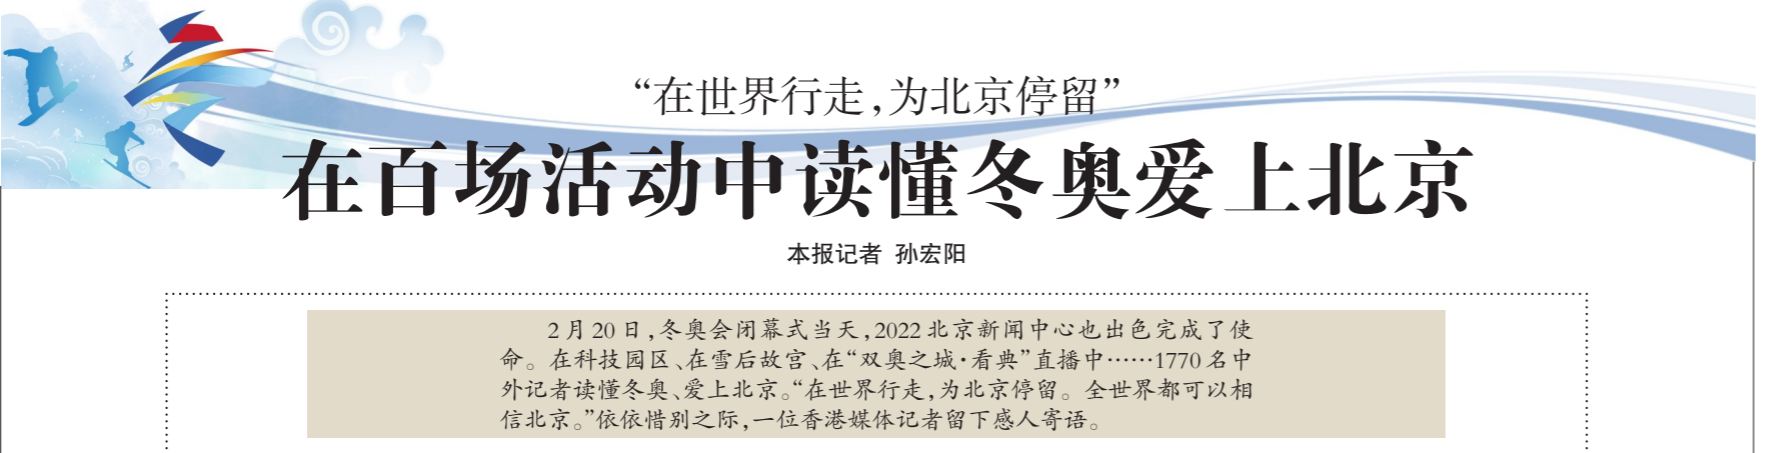 “在世界行走，为北京停留”
在百场活动中读懂冬奥爱上北京
本报记者 孙宏阳
2月20日，冬奥会闭幕式当天，2022北京新闻中心也出色完成了使
命。在科技园区、在雪后故宫、在“双奥之城·看典”直播中……1770名中
外记者读懂冬奥、爱上北京。“在世界行走，为北京停留。全世界都可以相
信北京。”依依惜别之际，一位香港媒体记者留下感人寄语。